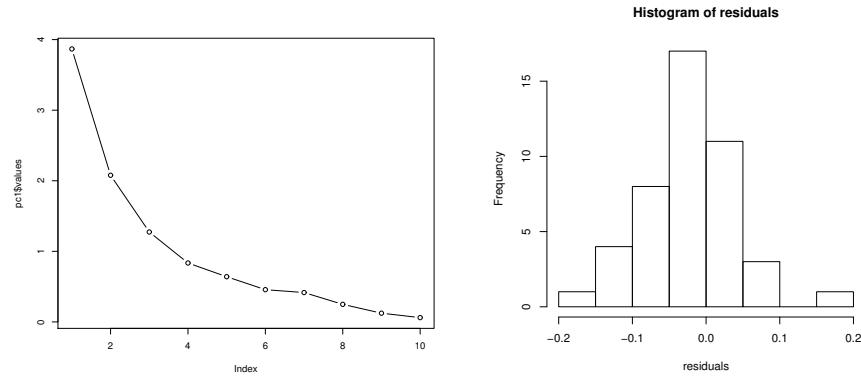 pc1$values
4
3
2
1
0
2 4 6 8 10
Index
Histogram of residuals
Frequency
15
10
5
0
−0.2 −0.1 0.0 0.1 0.2
residuals